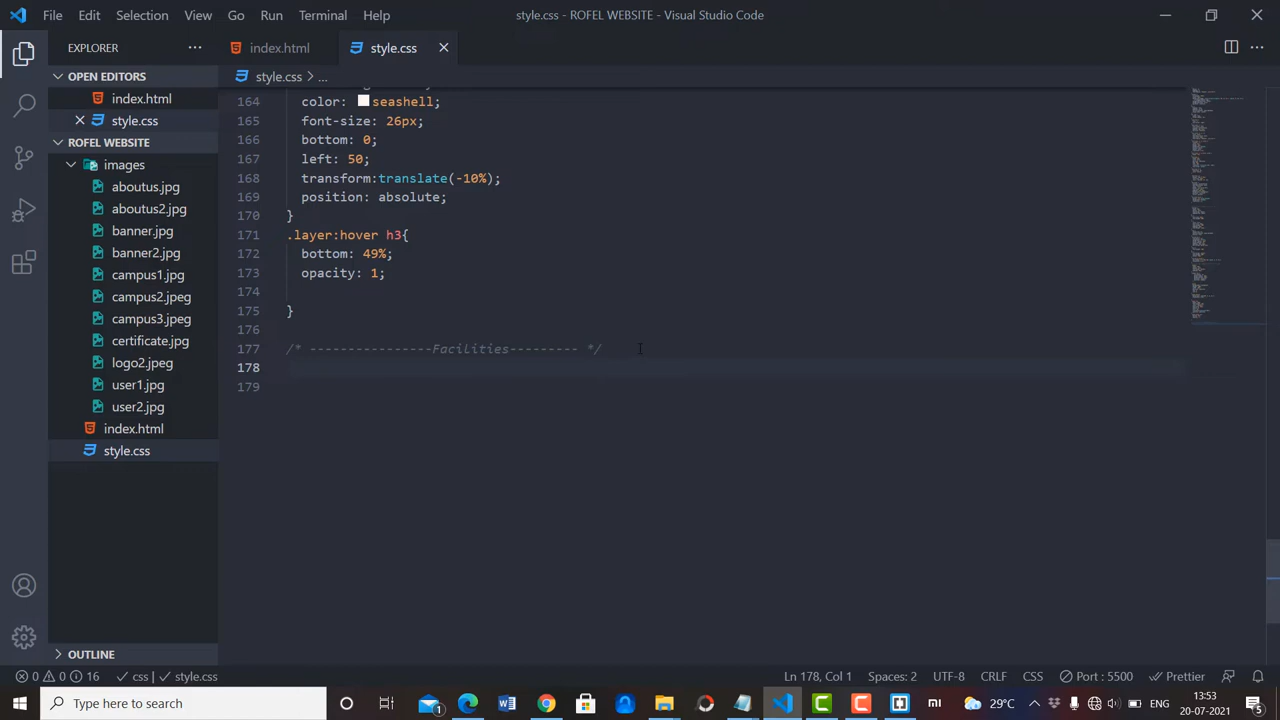 File Edit Selection View Go Run Terminal Help
style.css - ROFEL WEBSITE - Visual Studio Code
EXPLORER
index.html
style.css
OPEN EDITORS
index.html
style.css
ROFEL WEBSITE
images
aboutus.jpg
aboutus2.jpg
banner.jpg
banner2.jpg
campus1.jpg
campus2.jpeg
campus3.jpeg
certificate.jpg
logo2.jpeg
user1.jpg
user2.jpg
index.html
style.css
OUTLINE
style.css > ...
164 color: seashell;
165 font-size: 26px;
166 bottom: 0;
167 left: 50;
168 transform:translate(-10%);
169 position: absolute;
170 }
171 .layer:hover h3{
172 bottom: 49%;
173 opacity: 1;
174
175 }
176
177 /* ----------------Facilities--------- */
178
179
0 0 16 css | style.css
Ln 178, Col 1 Spaces: 2 UTF-8 CRLF CSS Port : 5500 Prettier
Type here to search
1
29°C ENG
13:53
20-07-2021
5